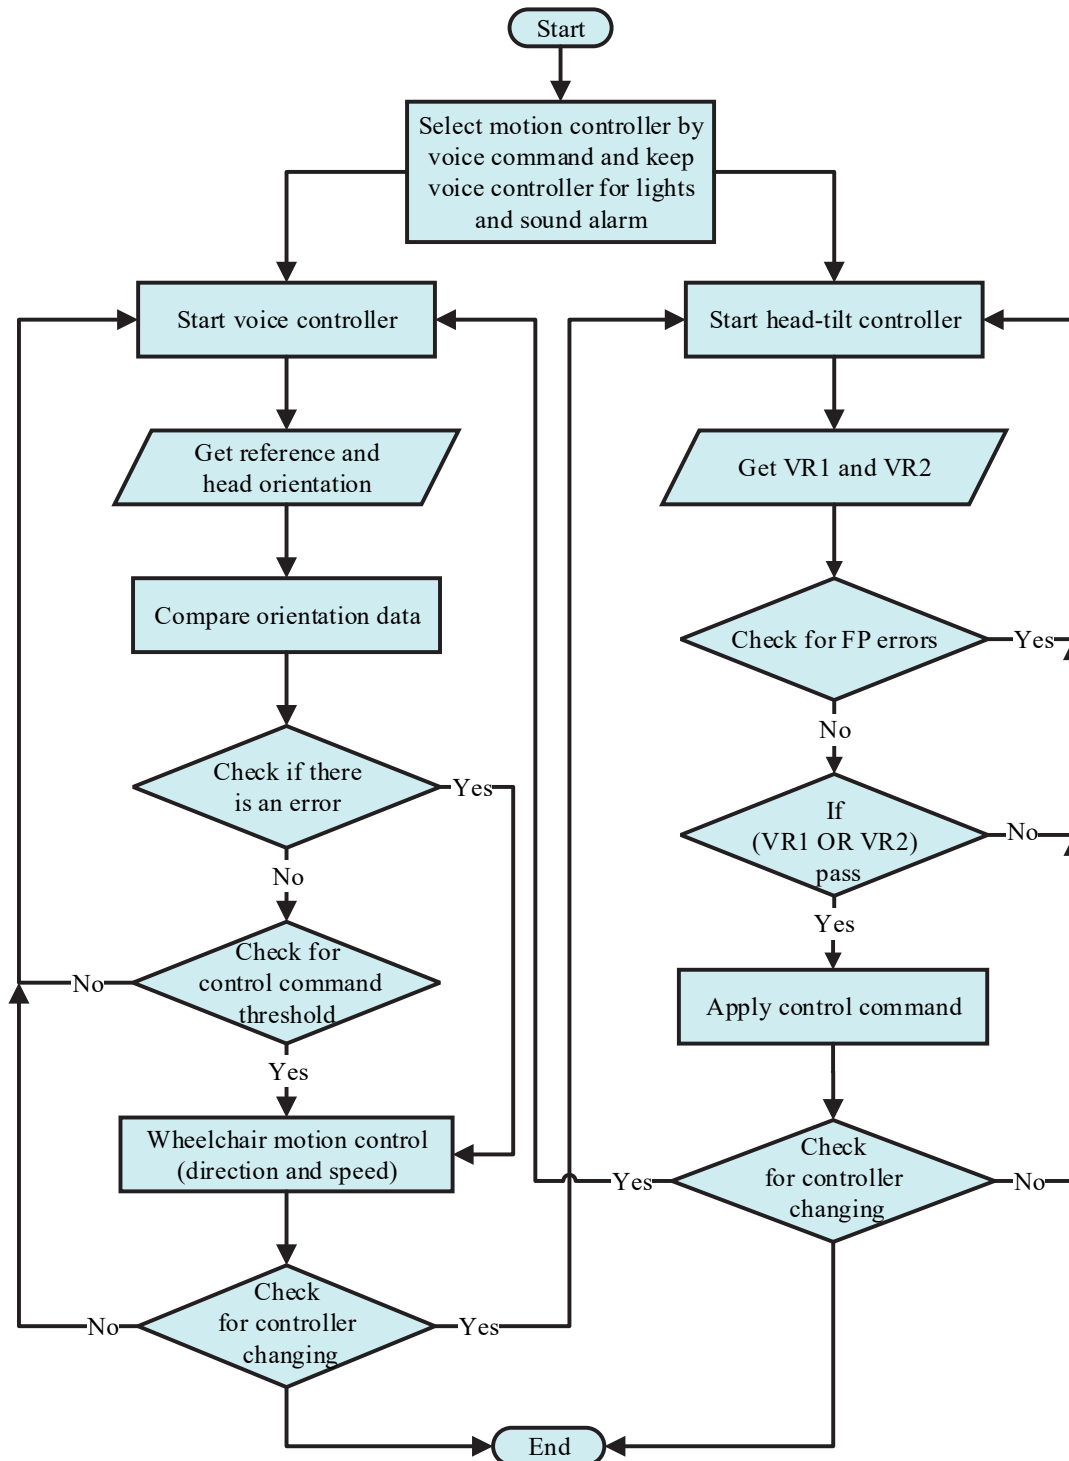 Start
Select motion controller by
voice command and keep
voice controller for lights
and sound alarm
Start voice controller
Start head-tilt controller
Get reference and
head orientation
Get VR1 and VR2
Compare orientation data
Check for FP errors
Yes
No
Check if there
is an error
Yes
If
(VR1 OR VR2)
pass
No
No
Yes
Check for
control command
threshold
No
Apply control command
Yes
Wheelchair motion control
(direction and speed)
Check
for controller
changing
Yes
No
Check
for controller
changing
No
Yes
End